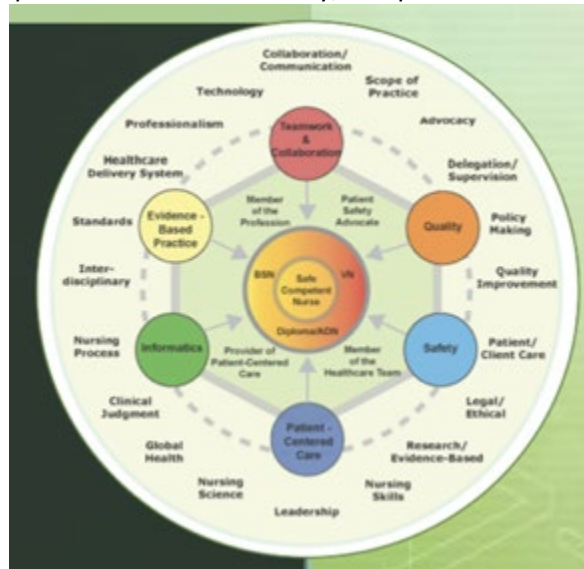 Collaboration/
Communication
Scope of
Practice
Technology
Advocacy
Professionalism
Teamwork
&
Collaboration
Healthcare
Delivery System
Delegation/
Supervision
Member
of the
Profession
Patient
Safety
Advocate
Standards
Evidence -
Based
Practice
Quality
Policy
Making
BSN
VN
Safe
Competent
Nurse
Inter-
disciplinary
Quality
Improvement
Diploma/ADN
Nursing
Process
Informatics
Provider of
Patient-Centered
Care
Member
of the
Healthcare Team
Safety
Patient/
Client Care
Clinical
Judgment
Legal/
Ethical
Patient -
Centered
Care
Global
Health
Research/
Evidence-Based
Nursing
Science
Nursing
Skills
Leadership